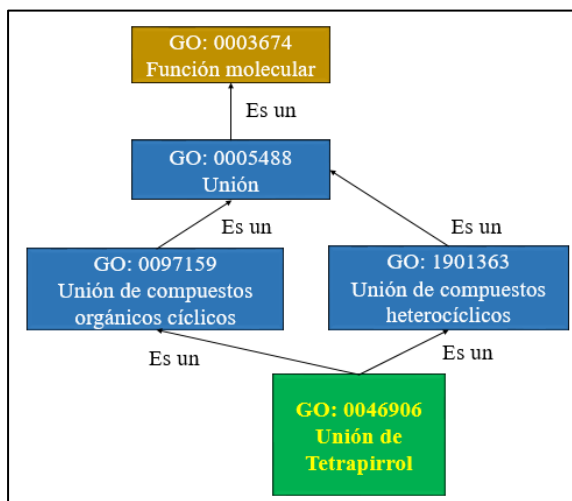 GO: 0003674
Función molecular
Es un
GO: 0005488
Unión
Es un
Es un
GO: 0097159
Unión de compuestos
orgánicos cíclicos
GO: 1901363
Unión de compuestos
heterocíclicos
Es un
Es un
GO: 0046906
Unión de
Tetrapirrol